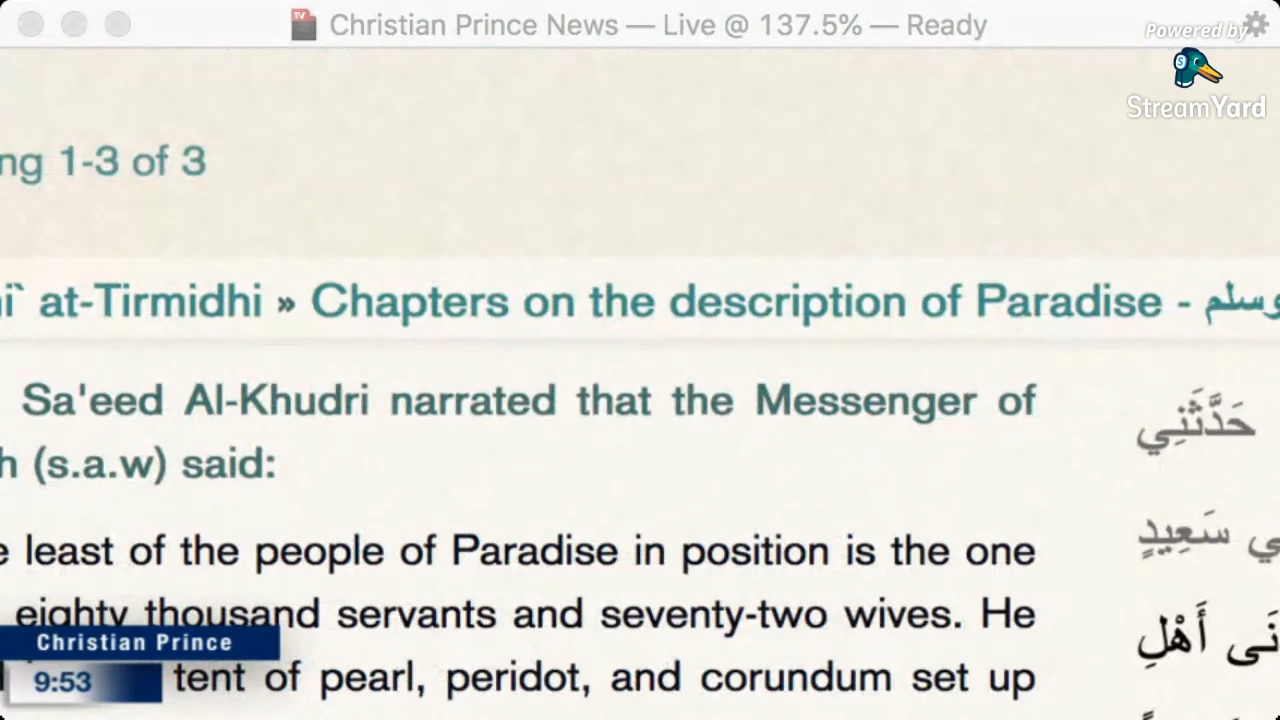 Christian Prince News — Live @ 137.5% — Ready
Powered by
StreamYard
ng 1-3 of 3
at-Tirmidhi » Chapters on the description of Paradise - وسلم
Sa'eed Al-Khudri narrated that the Messenger of
حَدَّثَنِي
h (s.a.w) said:
e least of the people of Paradise in position is the one
سَعِيدٍ
eighty thousand servants and seventy-two wives. He
أَهْلِ
Christian Prince
9:53
tent of pearl, peridot, and corundum set up